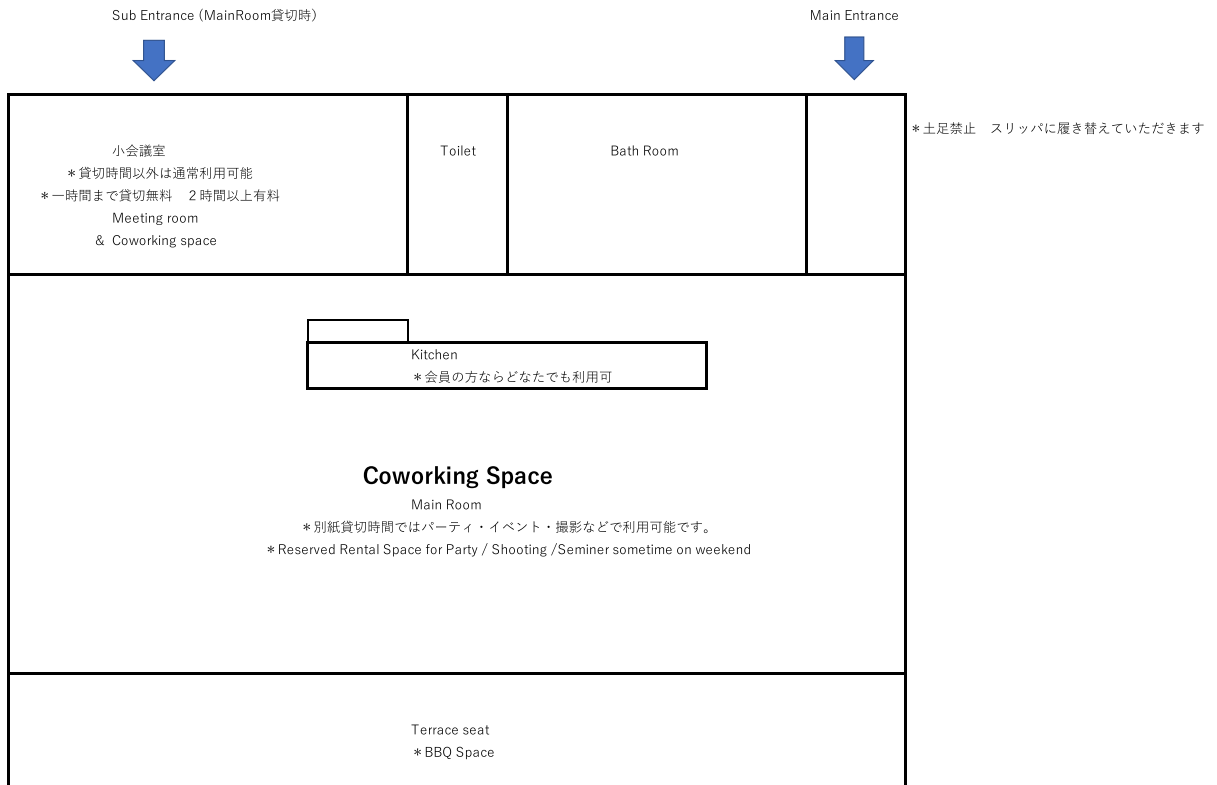 Sub Entrance (MainRoom貸切時)
Main Entrance
＊土足禁止　スリッパに履き替えていただきます
小会議室
＊貸切時間以外は通常利用可能
＊一時間まで貸切無料　２時間以上有料
Meeting room
& Coworking space
Toilet
Bath Room
Kitchen
＊会員の方ならどなたでも利用可
Coworking Space
Main Room
＊別紙貸切時間ではパーティ・イベント・撮影などで利用可能です。
＊Reserved Rental Space for Party / Shooting /Seminer sometime on weekend
Terrace seat
＊BBQ Space